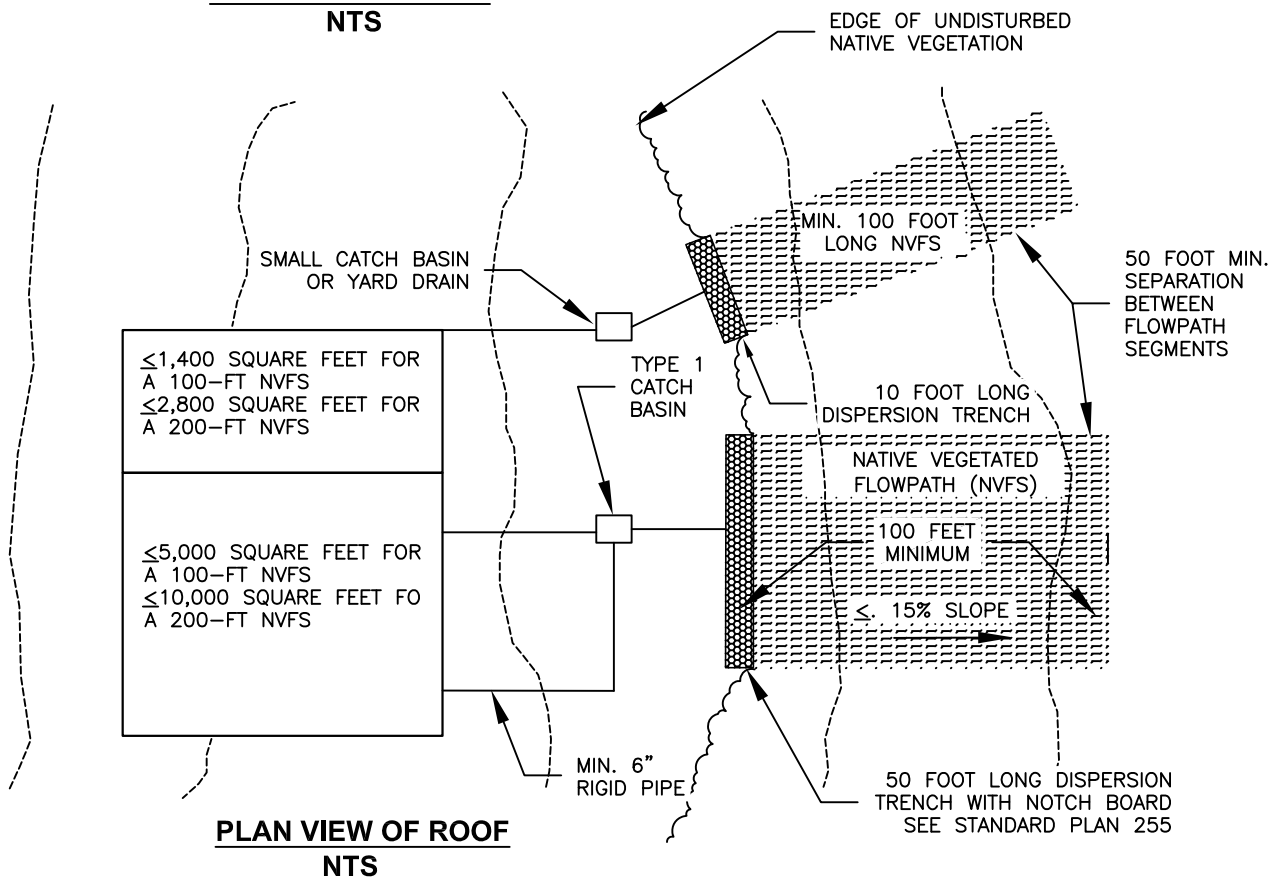 NTS
EDGE OF UNDISTURBED
NATIVE VEGETATION
MIN. 100 FOOT
LONG NVFS
SMALL CATCH BASIN
OR YARD DRAIN
50 FOOT MIN.
SEPARATION
BETWEEN
FLOWPATH
SEGMENTS
≤1,400 SQUARE FEET FOR
A 100-FT NVFS
≤2,800 SQUARE FEET FOR
A 200-FT NVFS
TYPE 1
CATCH
BASIN
10 FOOT LONG
DISPERSION TRENCH
NATIVE VEGETATED
FLOWPATH (NVFS)
100 FEET
MINIMUM
≤5,000 SQUARE FEET FOR
A 100-FT NVFS
≤10,000 SQUARE FEET FO
A 200-FT NVFS
≤. 15% SLOPE
MIN. 6"
RIGID PIPE
50 FOOT LONG DISPERSION
TRENCH WITH NOTCH BOARD
SEE STANDARD PLAN 255
PLAN VIEW OF ROOF
NTS